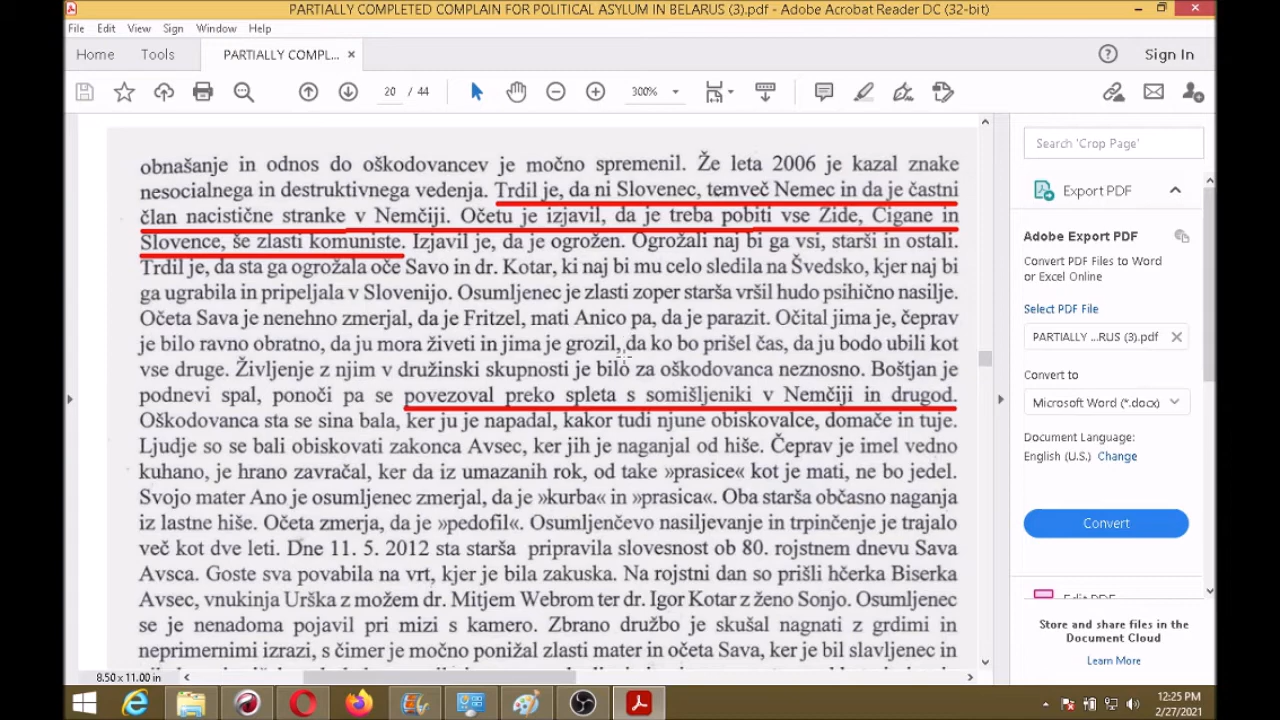 PARTIALLY COMPLETED COMPLAIN FOR POLITICAL ASYLUM IN BELARUS (3).pdf - Adobe Acrobat Reader DC (32-bit)
File Edit View Sign Window Help
Home Tools PARTIALLY COMPL... × Sign In
20 / 44 300%
obnašanje in odnos do oškodovancev je močno spremenil. Že leta 2006 je kazal znake
nesocialnega in destruktivnega vedenja. Trdil je, da ni Slovenec, temveč Nemec in da je častni
član nacistične stranke v Nemčiji. Očetu je izjavil, da je treba pobiti vse Žide, Cigane in
Slovence, še zlasti komuniste. Izjavil je, da je ogrožen. Ogrožali naj bi ga vsi, starši in ostali.
Trdil je, da sta ga ogrožala oče Savo in dr. Kotar, ki naj bi mu celo sledila na Švedsko, kjer naj bi
ga ugrabila in pripeljala v Slovenijo. Osumljenec je zlasti zoper starša vršil hudo psihično nasilje.
Očeta Sava je nenehno zmerjal, da je Fritzel, mati Anico pa, da je parazit. Očital jima je, čeprav
je bilo ravno obratno, da ju mora živeti in jima je grozil, da ko bo prišel čas, da ju bodo ubili kot
vse druge. Življenje z njim v družinski skupnosti je bilo za oškodovanca neznosno. Boštjan je
podnevi spal, ponoči pa se povezoval preko spleta s somišljeniki v Nemčiji in drugod.
Oškodovanca sta se sina bala, ker ju je napadal, kakor tudi njune obiskovalce, domače in tuje.
Ljudje so se bali obiskovati zakonca Avsec, ker jih je naganjal od hiše. Čeprav je imel vedno
kuhano, je hrano zavračal, ker da iz umazanih rok, od take »prasice« kot je mati, ne bo jedel.
Svojo mater Ano je osumljenec zmerjal, da je »kurba« in »prasica«. Oba starša občasno naganja
iz lastne hiše. Očeta zmerja, da je »pedofil«. Osumljenčevo nasiljevanje in trpinčenje je trajalo
več kot dve leti. Dne 11. 5. 2012 sta starša pripravila slovesnost ob 80. rojstnem dnevu Sava
Avsca. Goste sva povabila na vrt, kjer je bila zakuska. Na rojstni dan so prišli hčerka Biserka
Avsec, vnukinja Urška z možem dr. Mitjem Webrom ter dr. Igor Kotar z ženo Sonjo. Osumljenec
se je nenadoma pojavil pri mizi s kamero. Zbrano družbo je skušal nagnati z grdimi in
neprimernimi izrazi, s čimer je močno ponižal zlasti mater in očeta Sava, ker je bil slavljenec in
8.50 x 11.00 in
Search 'Crop Page'
Export PDF
Adobe Export PDF
Convert PDF Files to Word
or Excel Online
Select PDF File
PARTIALLY ...RUS (3).pdf ×
Convert to
Microsoft Word (*.docx)
Document Language:
English (U.S.) Change
Convert
Edit PDF
Store and share files in the
Document Cloud
Learn More
12:25 PM
2/27/2021